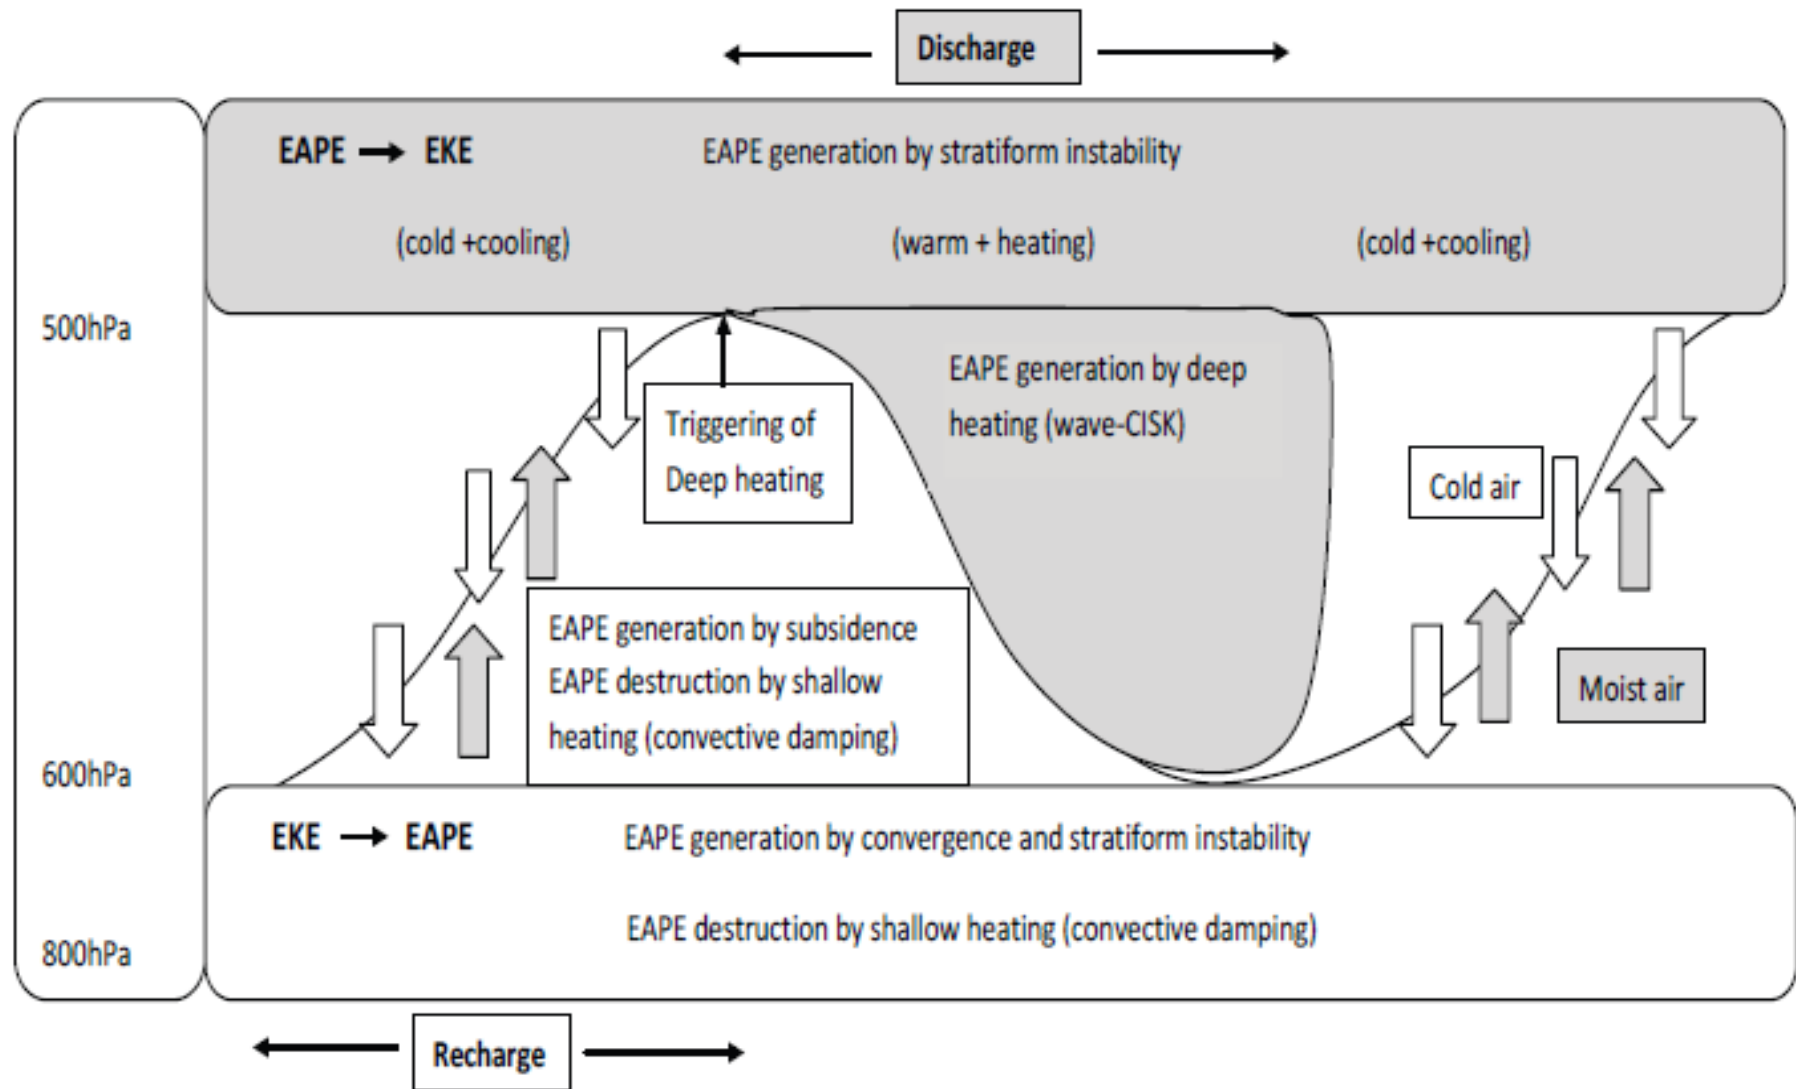 Discharge
EAPE → EKE
EAPE generation by stratiform instability
(cold +cooling)
(warm + heating)
(cold +cooling)
500hPa
EAPE generation by deep
heating (wave-CISK)
Triggering of
Deep heating
Cold air
EAPE generation by subsidence
EAPE destruction by shallow
heating (convective damping)
Moist air
600hPa
EKE → EAPE
EAPE generation by convergence and stratiform instability
EAPE destruction by shallow heating (convective damping)
800hPa
Recharge